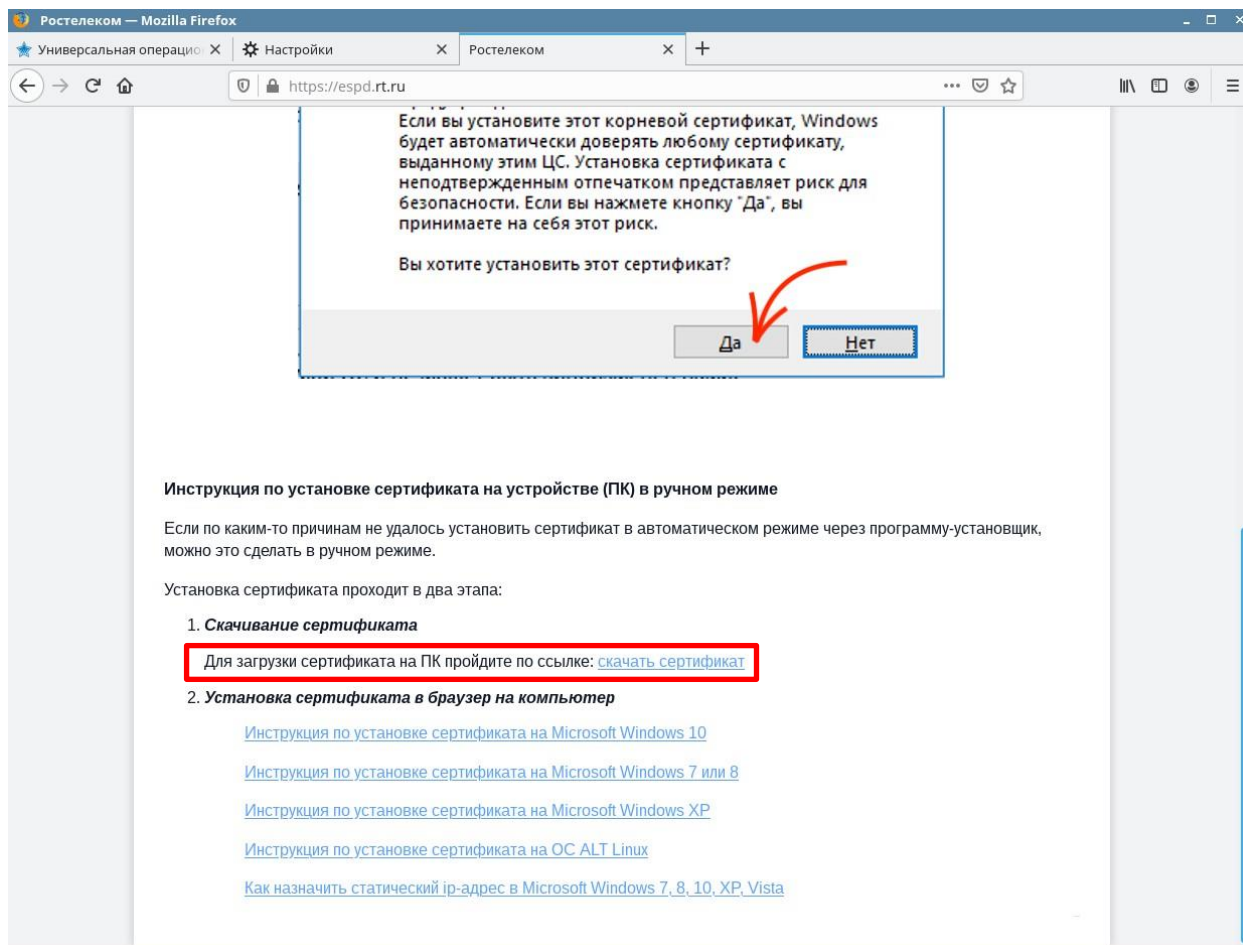 Ростелеком — Mozilla Firefox
Универсальная операцио
Настройки
Ростелеком
https://espd.rt.ru
Если вы установите этот корневой сертификат, Windows
будет автоматически доверять любому сертификату,
выданному этим ЦС. Установка сертификата с
неподтвержденным отпечатком представляет риск для
безопасности. Если вы нажмете кнопку "Да", вы
принимаете на себя этот риск.
Вы хотите установить этот сертификат?
Да
Нет
Инструкция по установке сертификата на устройстве (ПК) в ручном режиме
Если по каким-то причинам не удалось установить сертификат в автоматическом режиме через программу-установщик,
можно это сделать в ручном режиме.
Установка сертификата проходит в два этапа:
1. Скачивание сертификата
Для загрузки сертификата на ПК пройдите по ссылке: скачать сертификат
2. Установка сертификата в браузер на компьютер
Инструкция по установке сертификата на Microsoft Windows 10
Инструкция по установке сертификата на Microsoft Windows 7 или 8
Инструкция по установке сертификата на Microsoft Windows XP
Инструкция по установке сертификата на ОС ALT Linux
Как назначить статический ip-адрес в Microsoft Windows 7, 8, 10, XP, Vista